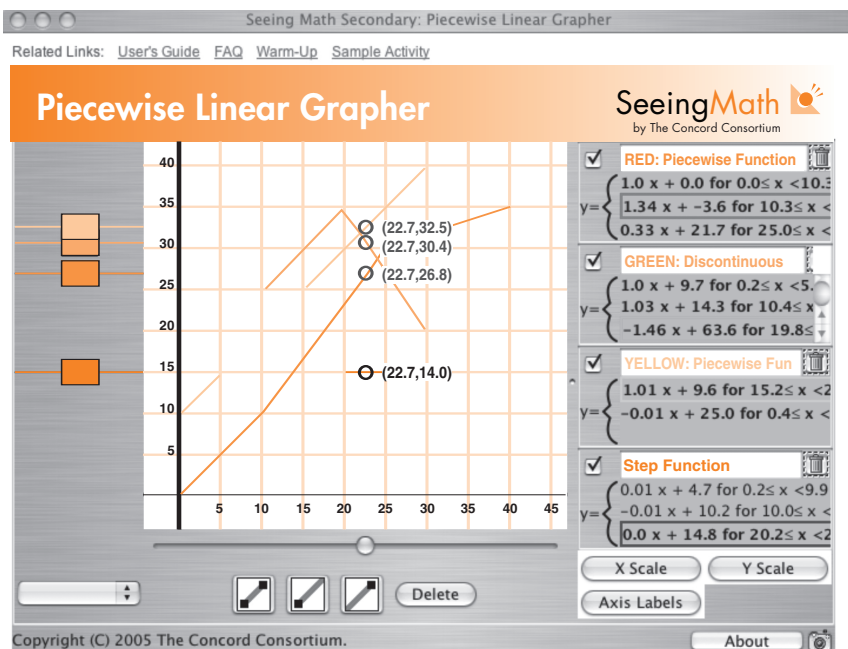 Seeing Math Secondary: Piecewise Linear Grapher
Related Links: User's Guide FAQ Warm-Up Sample Activity
Piecewise Linear Grapher
SeeingMath
by The Concord Consortium
40
35
30
25
20
15
10
5
5 10 15 20 25 30 35 40 45
(22.7,32.5)
(22.7,30.4)
(22.7,26.8)
(22.7,14.0)
RED: Piecewise Function
y=
1.0 x + 0.0 for 0.0≤ x <10.3
1.34 x + −3.6 for 10.3≤ x <
0.33 x + 21.7 for 25.0≤ x <
GREEN: Discontinuous
y=
1.0 x + 9.7 for 0.2≤ x <5.
1.03 x + 14.3 for 10.4≤ x
−1.46 x + 63.6 for 19.8≤
YELLOW: Piecewise Fun
y=
1.01 x + 9.6 for 15.2≤ x <2
−0.01 x + 25.0 for 0.4≤ x <
Step Function
y=
0.01 x + 4.7 for 0.2≤ x <9.9
−0.01 x + 10.2 for 10.0≤ x <
0.0 x + 14.8 for 20.2≤ x <2
X Scale Y Scale
Axis Labels
Delete
Copyright (C) 2005 The Concord Consortium.
About